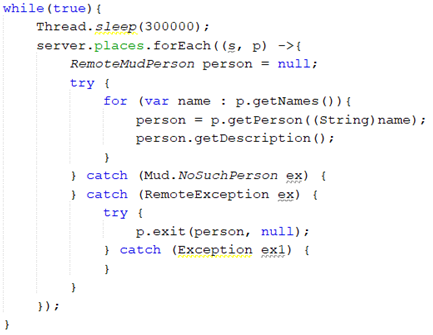 while(true){
    Thread.sleep(300000);
    server.places.forEach((s, p) ->{
        RemoteMudPerson person = null;
        try {
            for (var name : p.getNames()){
                person = p.getPerson((String)name);
                person.getDescription();
            }
        } catch (Mud.NoSuchPerson ex) {
        } catch (RemoteException ex) {
            try {
                p.exit(person, null);
            } catch (Exception ex1) {
            }
        }
    });
}